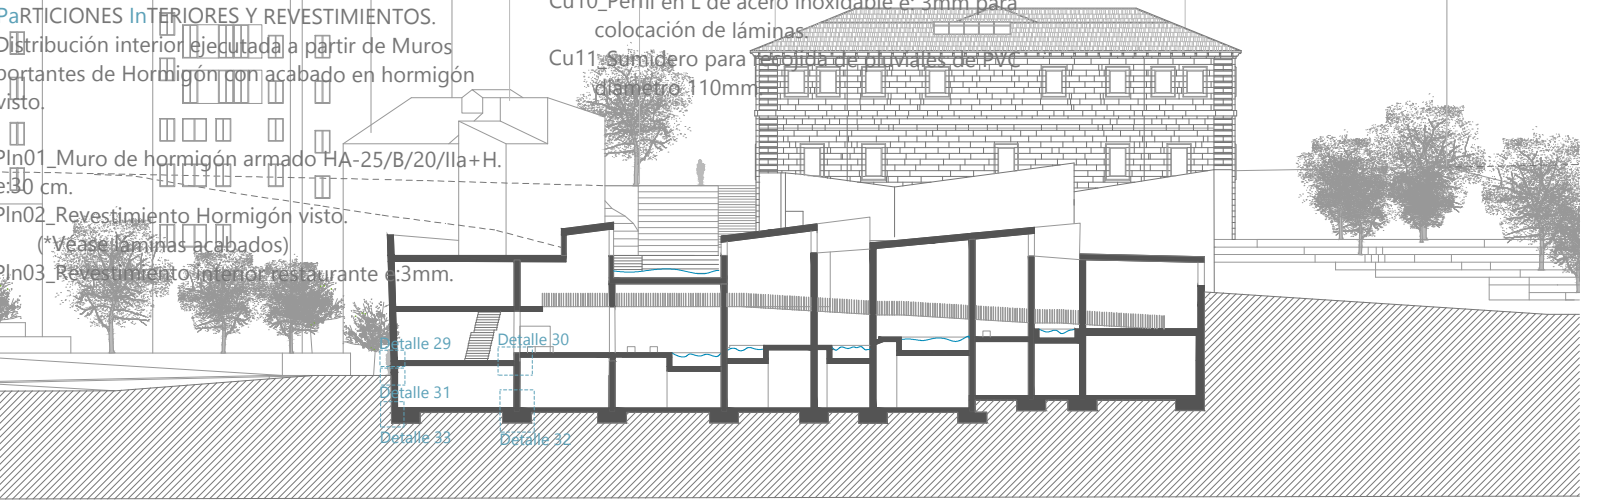 PaRTICIONES InTERIORES Y REVESTIMIENTOS.
Distribución interior ejecutada a partir de Muros
portantes de Hormigón con acabado en hormigón
visto.
PIn01_Muro de hormigón armado HA-25/B/20/IIa+H.
e:30 cm.
PIn02_Revestimiento Hormigón visto.
(*Véase láminas acabados)
PIn03_Revestimiento interior restaurante e:3mm.
Cu10_Perfil en L de acero inoxidable e: 3mm para
colocación de láminas.
Cu11_Sumidero para recojida de pluviales de PVC
diámetro 110mm
Detalle 29
Detalle 30
Detalle 31
Detalle 33
Detalle 32